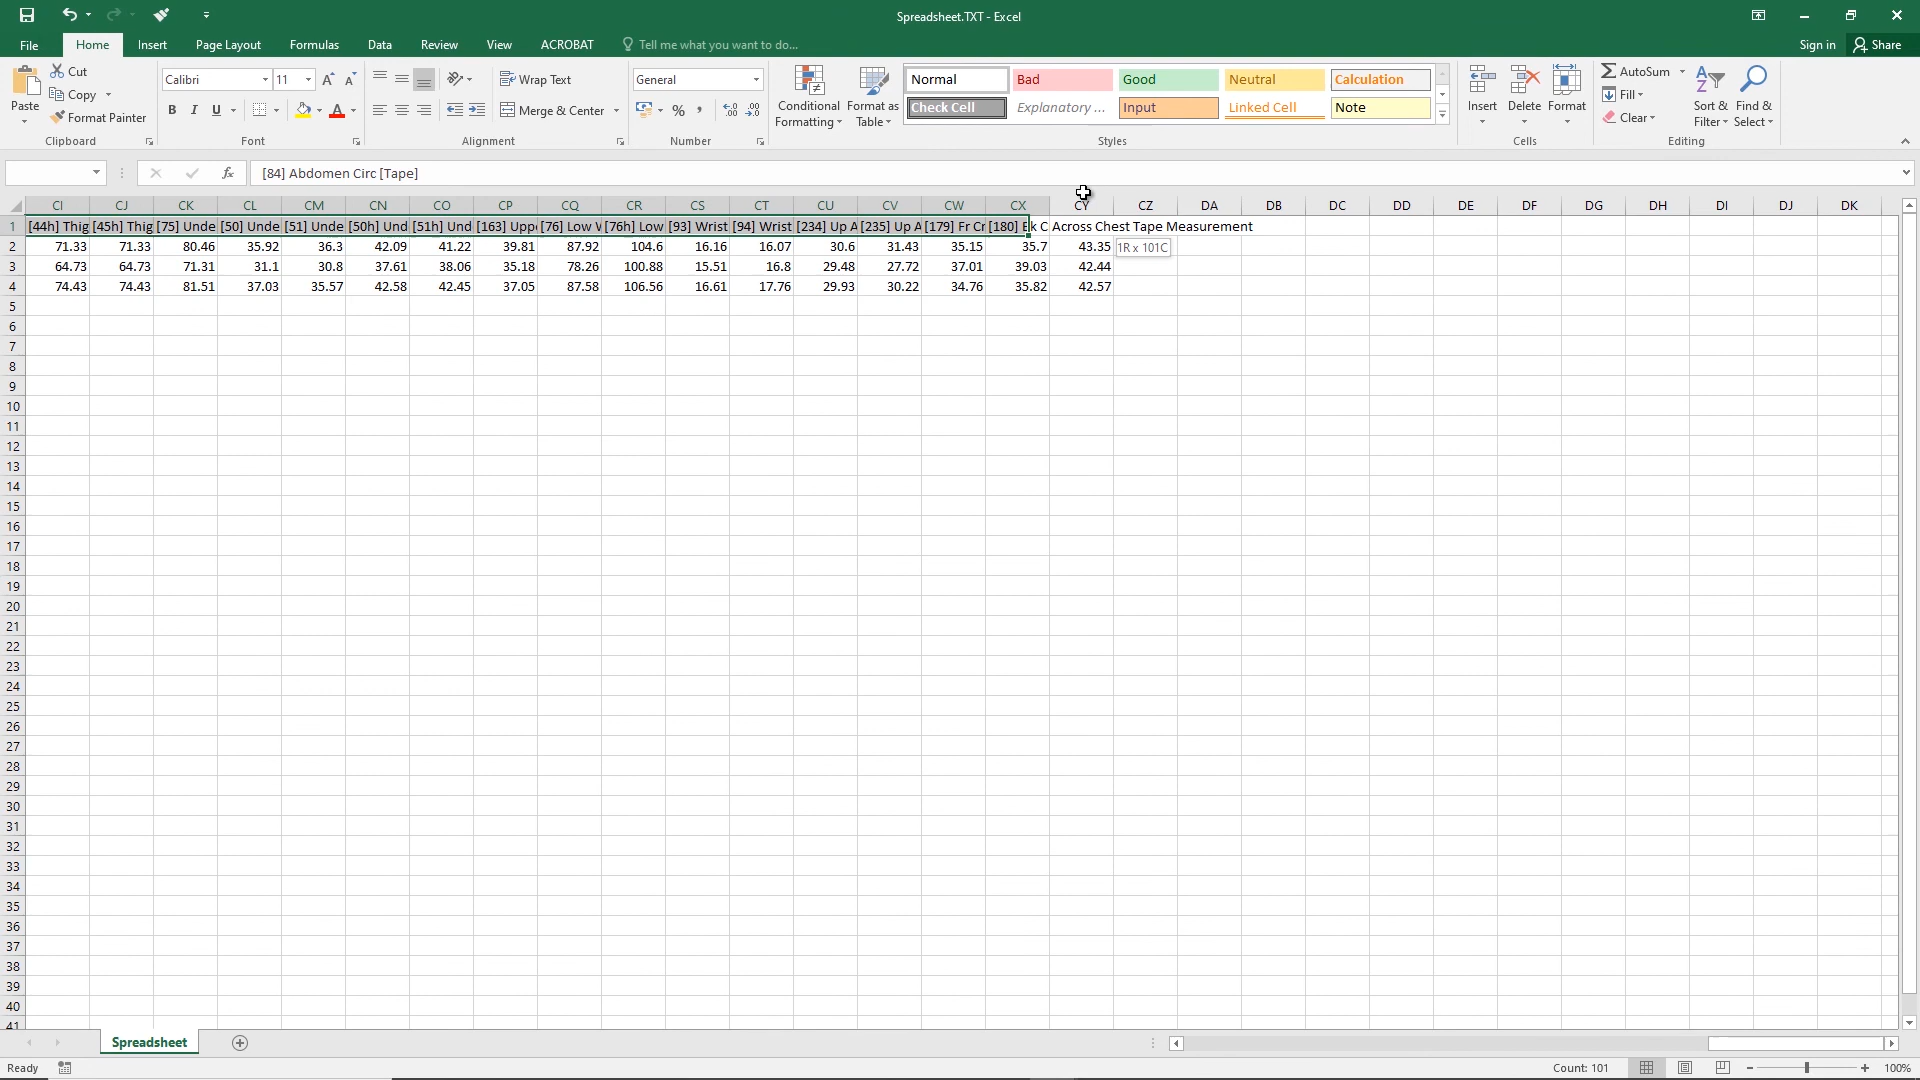 Spreadsheet.TXT - Excel
File Home Insert Page Layout Formulas Data Review View ACROBAT Tell me what you want to do... Sign in Share
Paste
Cut
Copy
Format Painter
Clipboard
Calibri 11
B I U
Font
Wrap Text
Merge & Center
Alignment
General
Number
Conditional Formatting
Format as Table
Normal Bad Good Neutral Calculation
Check Cell Explanatory ... Input Linked Cell Note
Styles
Insert Delete Format
Cells
AutoSum
Fill
Clear
Sort & Filter
Find & Select
Editing
fx [84] Abdomen Circ [Tape]
CI CJ CK CL CM CN CO CP CQ CR CS CT CU CV CW CX CY CZ DA DB DC DD DE DF DG DH DI DJ DK
1 [44h] Thig [45h] Thig [75] Unde [50] Unde [51] Unde [50h] Und [51h] Und [163] Upp [76] Low W [76h] Low [93] Wrist [94] Wrist [234] Up A [235] Up A [179] Fr Cr [180] B k C Across Chest Tape Measurement
2 71.33 71.33 80.46 35.92 36.3 42.09 41.22 39.81 87.92 104.6 16.16 16.07 30.6 31.43 35.15 35.7 43.35 1R x 101C
3 64.73 64.73 71.31 31.1 30.8 37.61 38.06 35.18 78.26 100.88 15.51 16.8 29.48 27.72 37.01 39.03 42.44
4 74.43 74.43 81.51 37.03 35.57 42.58 42.45 37.05 87.58 106.56 16.61 17.76 29.93 30.22 34.76 35.82 42.57
5
6
7
8
9
10
11
12
13
14
15
16
17
18
19
20
21
22
23
24
25
26
27
28
29
30
31
32
33
34
35
36
37
38
39
40
41
Spreadsheet
Ready Count: 101 100%